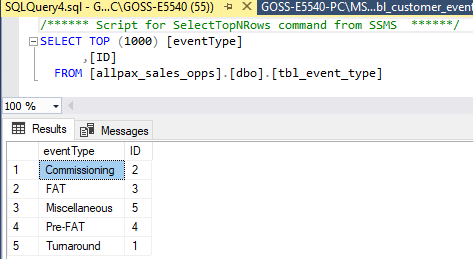 SQLQuery4.sql - G...C\GOSS-E5540 (55))* GOSS-E5540-PC\MS...bl_customer_event
/****** Script for SelectTopNRows command from SSMS ******/
SELECT TOP (1000) [eventType]
,[ID]
FROM [allpax_sales_opps].[dbo].[tbl_event_type]
100 %
Results Messages
eventType ID
1 Commissioning 2
2 FAT 3
3 Miscellaneous 5
4 Pre-FAT 4
5 Turnaround 1